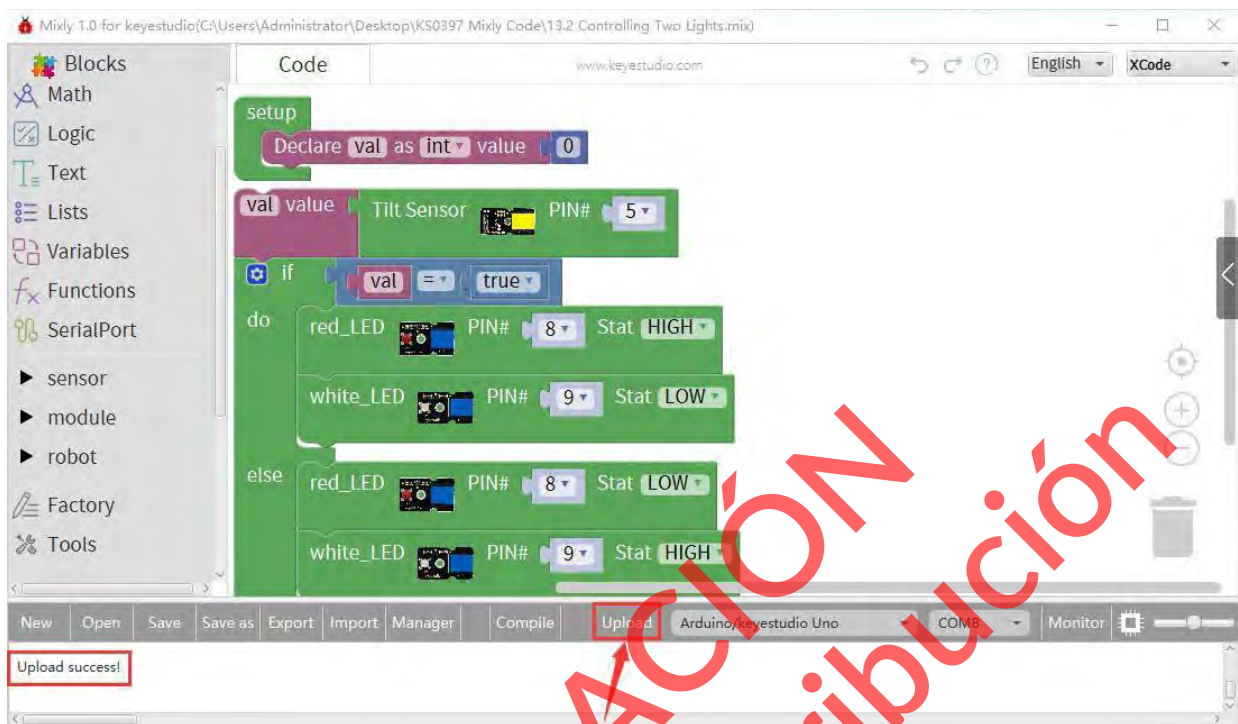 Mixly 1.0 for keyestudio(C:\Users\Administrator\Desktop\KS0397 Mixly Code\13.2 Controlling Two Lights.mix)
Blocks
Code
www.keyestudio.com
English
XCode
Math
Logic
Text
Lists
Variables
Functions
SerialPort
sensor
module
robot
Factory
Tools
setup
Declare val as int value 0
val value Tilt Sensor PIN# 5
if val = true
do red_LED PIN# 8 Stat HIGH
white_LED PIN# 9 Stat LOW
else red_LED PIN# 8 Stat LOW
white_LED PIN# 9 Stat HIGH
New Open Save Save as Export Import Manager Compile Upload Arduino/keyestudio Uno COM8 Monitor
Upload success!
ACIÓN
ribución